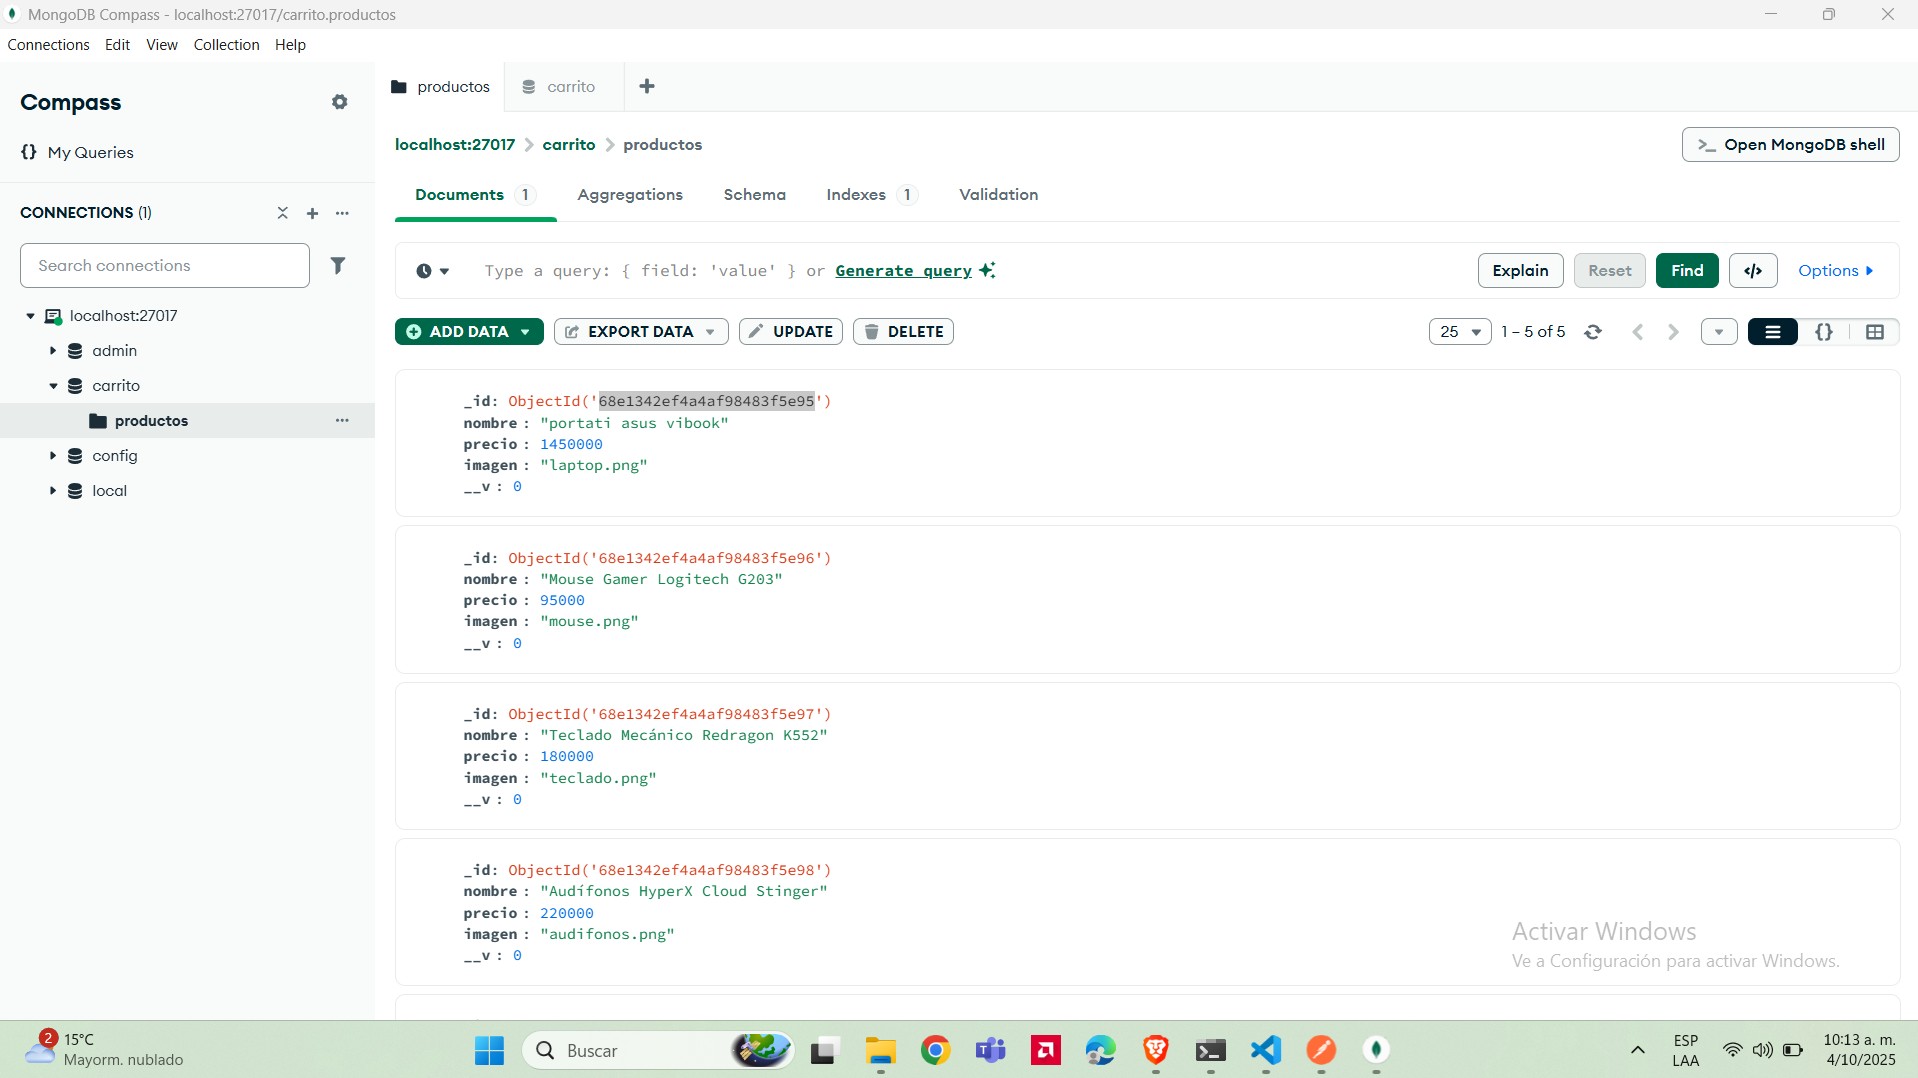 MongoDB Compass - localhost:27017/carrito.productos
Connections Edit View Collection Help
Compass
My Queries
CONNECTIONS (1)
Search connections
localhost:27017
admin
carrito
productos
config
local
productos
carrito
localhost:27017 > carrito > productos
>_ Open MongoDB shell
Documents 1 Aggregations Schema Indexes 1 Validation
Type a query: { field: 'value' } or Generate query
Explain Reset Find </> Options
ADD DATA EXPORT DATA UPDATE DELETE
25 1 – 5 of 5 {}
_id: ObjectId('68e1342ef4a4af98483f5e95')
nombre : "portati asus vibook"
precio : 1450000
imagen : "laptop.png"
__v : 0
_id: ObjectId('68e1342ef4a4af98483f5e96')
nombre : "Mouse Gamer Logitech G203"
precio : 95000
imagen : "mouse.png"
__v : 0
_id: ObjectId('68e1342ef4a4af98483f5e97')
nombre : "Teclado Mecánico Redragon K552"
precio : 180000
imagen : "teclado.png"
__v : 0
_id: ObjectId('68e1342ef4a4af98483f5e98')
nombre : "Audífonos HyperX Cloud Stinger"
precio : 220000
imagen : "audifonos.png"
__v : 0
Activar Windows
Ve a Configuración para activar Windows.
2
15°C
Mayorm. nublado
Buscar
ESP
LAA
10:13 a. m.
4/10/2025